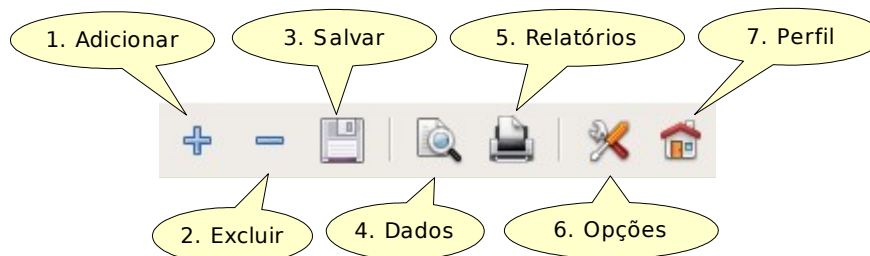 1. Adicionar
3. Salvar
5. Relatórios
7. Perfil
2. Excluir
4. Dados
6. Opções